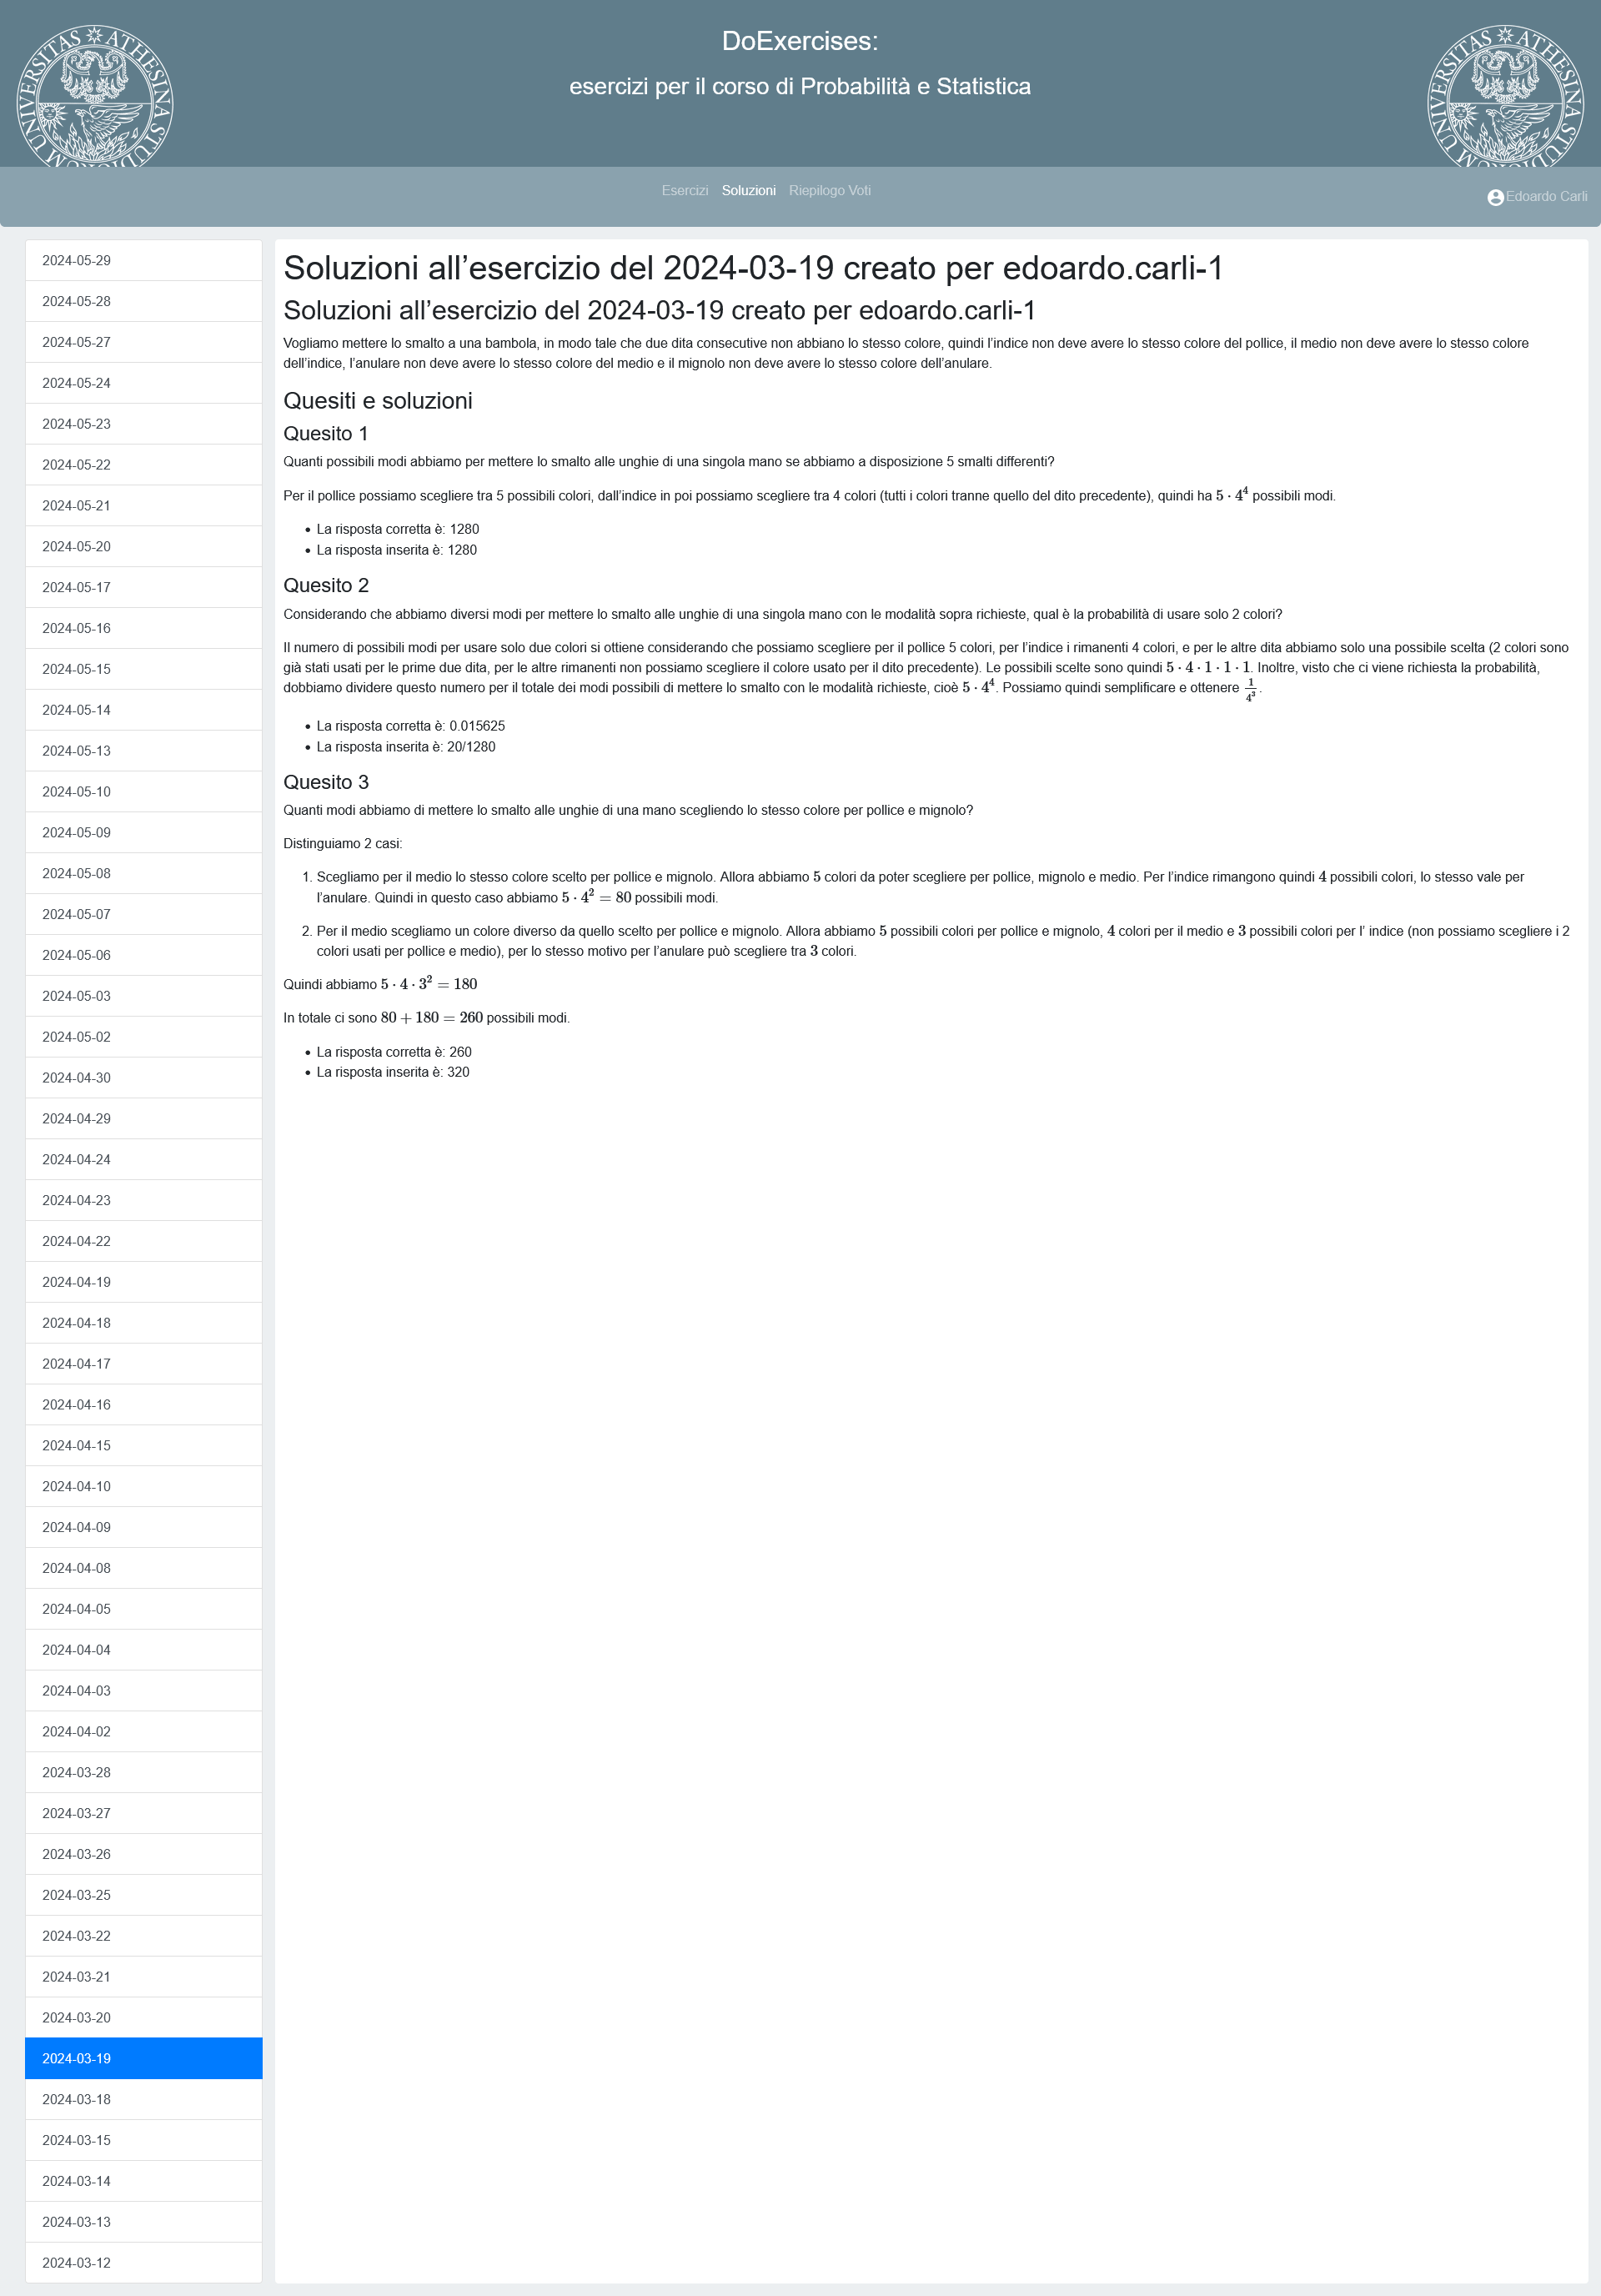 UNIVERSITAS ATHESINA STUDIORUM
DoExercises:
esercizi per il corso di Probabilità e Statistica
UNIVERSITAS ATHESINA STUDIORUM
Esercizi Soluzioni Riepilogo Voti
Edoardo Carli
2024-05-29
2024-05-28
2024-05-27
2024-05-24
2024-05-23
2024-05-22
2024-05-21
2024-05-20
2024-05-17
2024-05-16
2024-05-15
2024-05-14
2024-05-13
2024-05-10
2024-05-09
2024-05-08
2024-05-07
2024-05-06
2024-05-03
2024-05-02
2024-04-30
2024-04-29
2024-04-24
2024-04-23
2024-04-22
2024-04-19
2024-04-18
2024-04-17
2024-04-16
2024-04-15
2024-04-10
2024-04-09
2024-04-08
2024-04-05
2024-04-04
2024-04-03
2024-04-02
2024-03-28
2024-03-27
2024-03-26
2024-03-25
2024-03-22
2024-03-21
2024-03-20
2024-03-19
2024-03-18
2024-03-15
2024-03-14
2024-03-13
2024-03-12
Soluzioni all’esercizio del 2024-03-19 creato per edoardo.carli-1
Soluzioni all’esercizio del 2024-03-19 creato per edoardo.carli-1
Vogliamo mettere lo smalto a una bambola, in modo tale che due dita consecutive non abbiano lo stesso colore, quindi l’indice non deve avere lo stesso colore del pollice, il medio non deve avere lo stesso colore
dell’indice, l’anulare non deve avere lo stesso colore del medio e il mignolo non deve avere lo stesso colore dell’anulare.
Quesiti e soluzioni
Quesito 1
Quanti possibili modi abbiamo per mettere lo smalto alle unghie di una singola mano se abbiamo a disposizione 5 smalti differenti?
Per il pollice possiamo scegliere tra 5 possibili colori, dall’indice in poi possiamo scegliere tra 4 colori (tutti i colori tranne quello del dito precedente), quindi ha 5 · 4⁴ possibili modi.
• La risposta corretta è: 1280
• La risposta inserita è: 1280
Quesito 2
Considerando che abbiamo diversi modi per mettere lo smalto alle unghie di una singola mano con le modalità sopra richieste, qual è la probabilità di usare solo 2 colori?
Il numero di possibili modi per usare solo due colori si ottiene considerando che possiamo scegliere per il pollice 5 colori, per l’indice i rimanenti 4 colori, e per le altre dita abbiamo solo una possibile scelta (2 colori sono
già stati usati per le prime due dita, per le altre rimanenti non possiamo scegliere il colore usato per il dito precedente). Le possibili scelte sono quindi 5 · 4 · 1 · 1 · 1. Inoltre, visto che ci viene richiesta la probabilità,
dobbiamo dividere questo numero per il totale dei modi possibili di mettere lo smalto con le modalità richieste, cioè 5 · 4⁴. Possiamo quindi semplificare e ottenere 1/4³.
• La risposta corretta è: 0.015625
• La risposta inserita è: 20/1280
Quesito 3
Quanti modi abbiamo di mettere lo smalto alle unghie di una mano scegliendo lo stesso colore per pollice e mignolo?
Distinguiamo 2 casi:
1. Scegliamo per il medio lo stesso colore scelto per pollice e mignolo. Allora abbiamo 5 colori da poter scegliere per pollice, mignolo e medio. Per l’indice rimangono quindi 4 possibili colori, lo stesso vale per
l’anulare. Quindi in questo caso abbiamo 5 · 4² = 80 possibili modi.
2. Per il medio scegliamo un colore diverso da quello scelto per pollice e mignolo. Allora abbiamo 5 possibili colori per pollice e mignolo, 4 colori per il medio e 3 possibili colori per l’ indice (non possiamo scegliere i 2
colori usati per pollice e medio), per lo stesso motivo per l’anulare può scegliere tra 3 colori.
Quindi abbiamo 5 · 4 · 3² = 180
In totale ci sono 80 + 180 = 260 possibili modi.
• La risposta corretta è: 260
• La risposta inserita è: 320